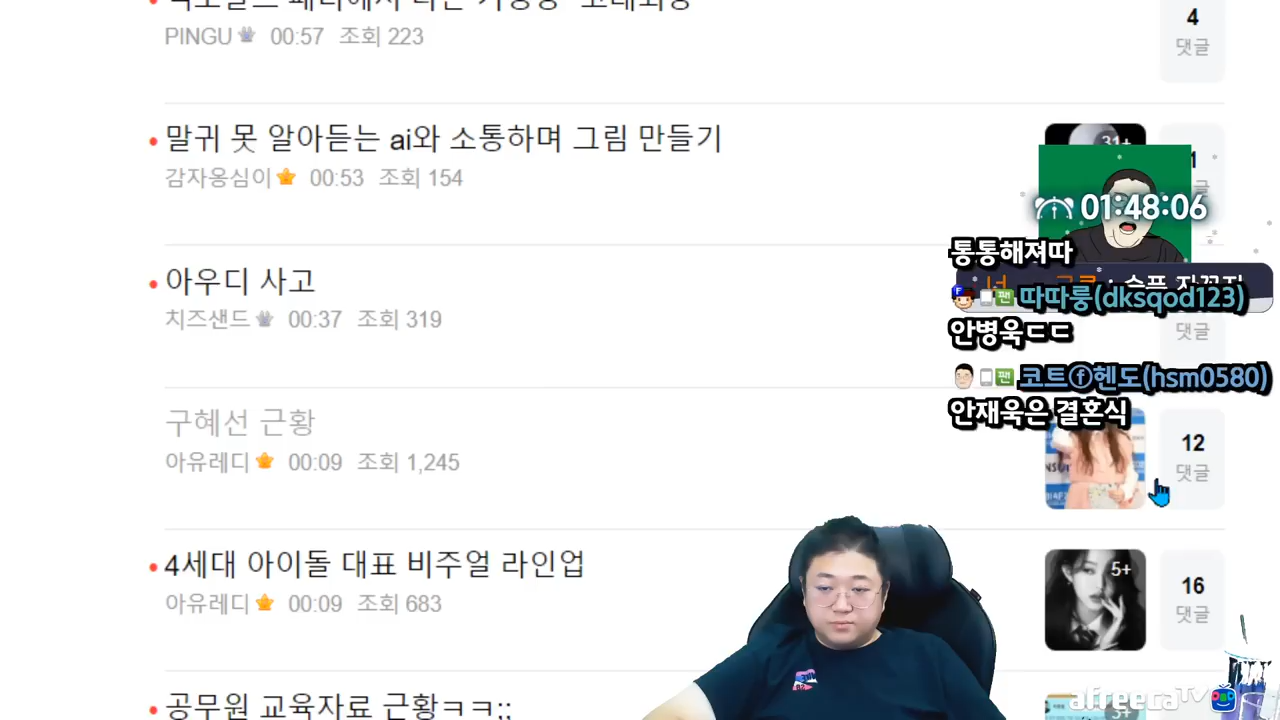 PINGU 00:57 조회 223
4
댓글
말귀 못 알아듣는 ai와 소통하며 그림 만들기
감자옹심이 00:53 조회 154
31+
01:48:06
통통해져따
따따룽(dksqod123)
안병욱ㄷㄷ
댓글
코트ⓕ헨도(hsm0580)
안재욱은 결혼식
아우디 사고
치즈샌드 00:37 조회 319
구혜선 근황
아유레디 00:09 조회 1,245
12
댓글
4세대 아이돌 대표 비주얼 라인업
아유레디 00:09 조회 683
5+
16
댓글
공무원 교육자료 근황ㅋㅋ;;
afreecaTV